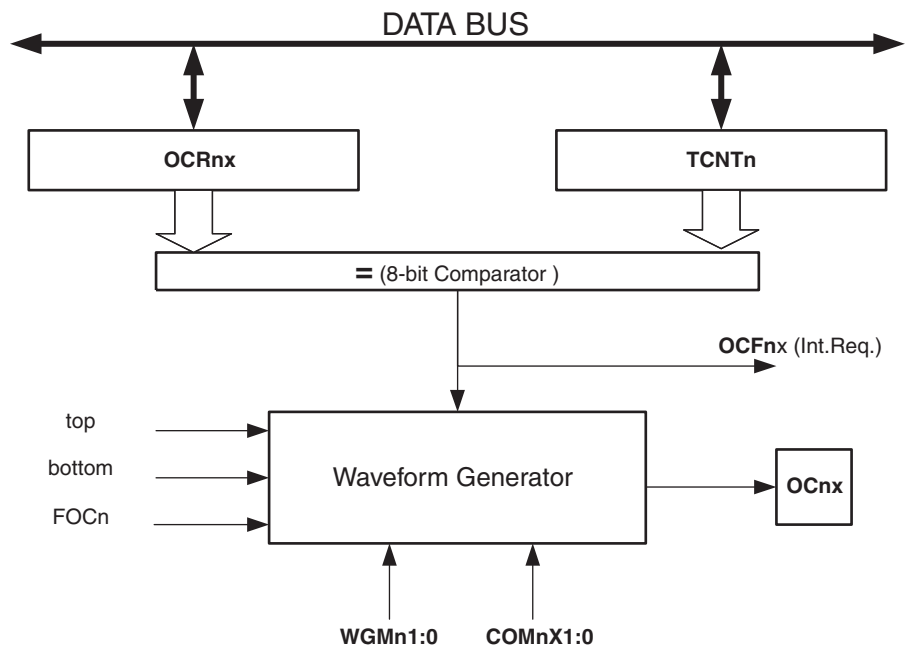 DATA BUS
OCRnx
TCNTn
= (8-bit Comparator )
OCFnx (Int.Req.)
top
bottom
FOCn
Waveform Generator
OCnx
WGMn1:0
COMnX1:0